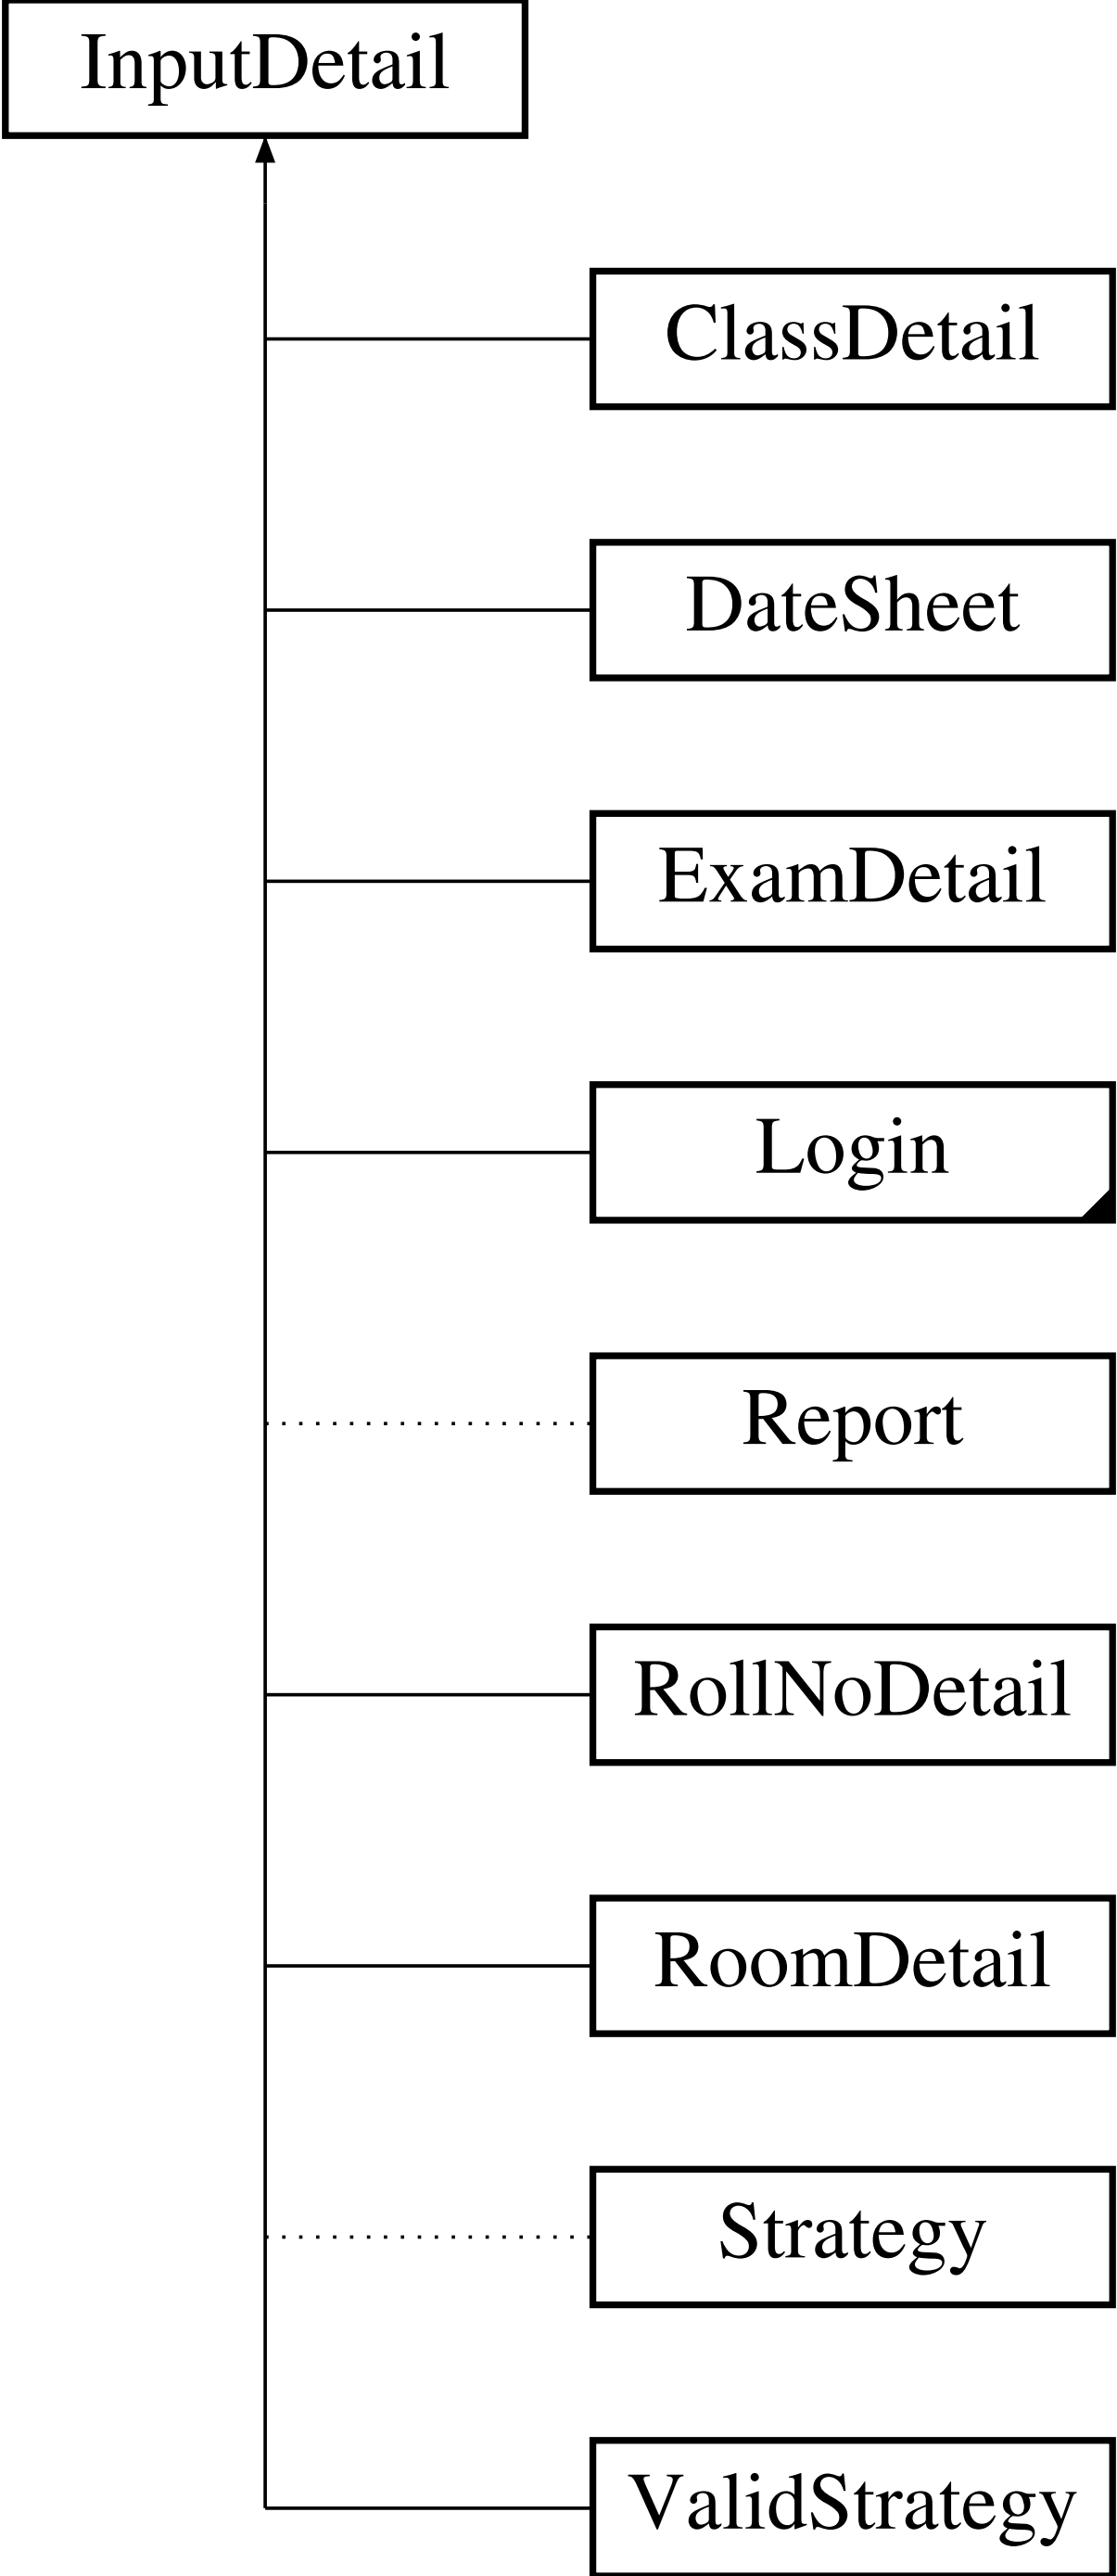 InputDetail
ClassDetail
DateSheet
ExamDetail
Login
Report
RollNoDetail
RoomDetail
Strategy
ValidStrategy